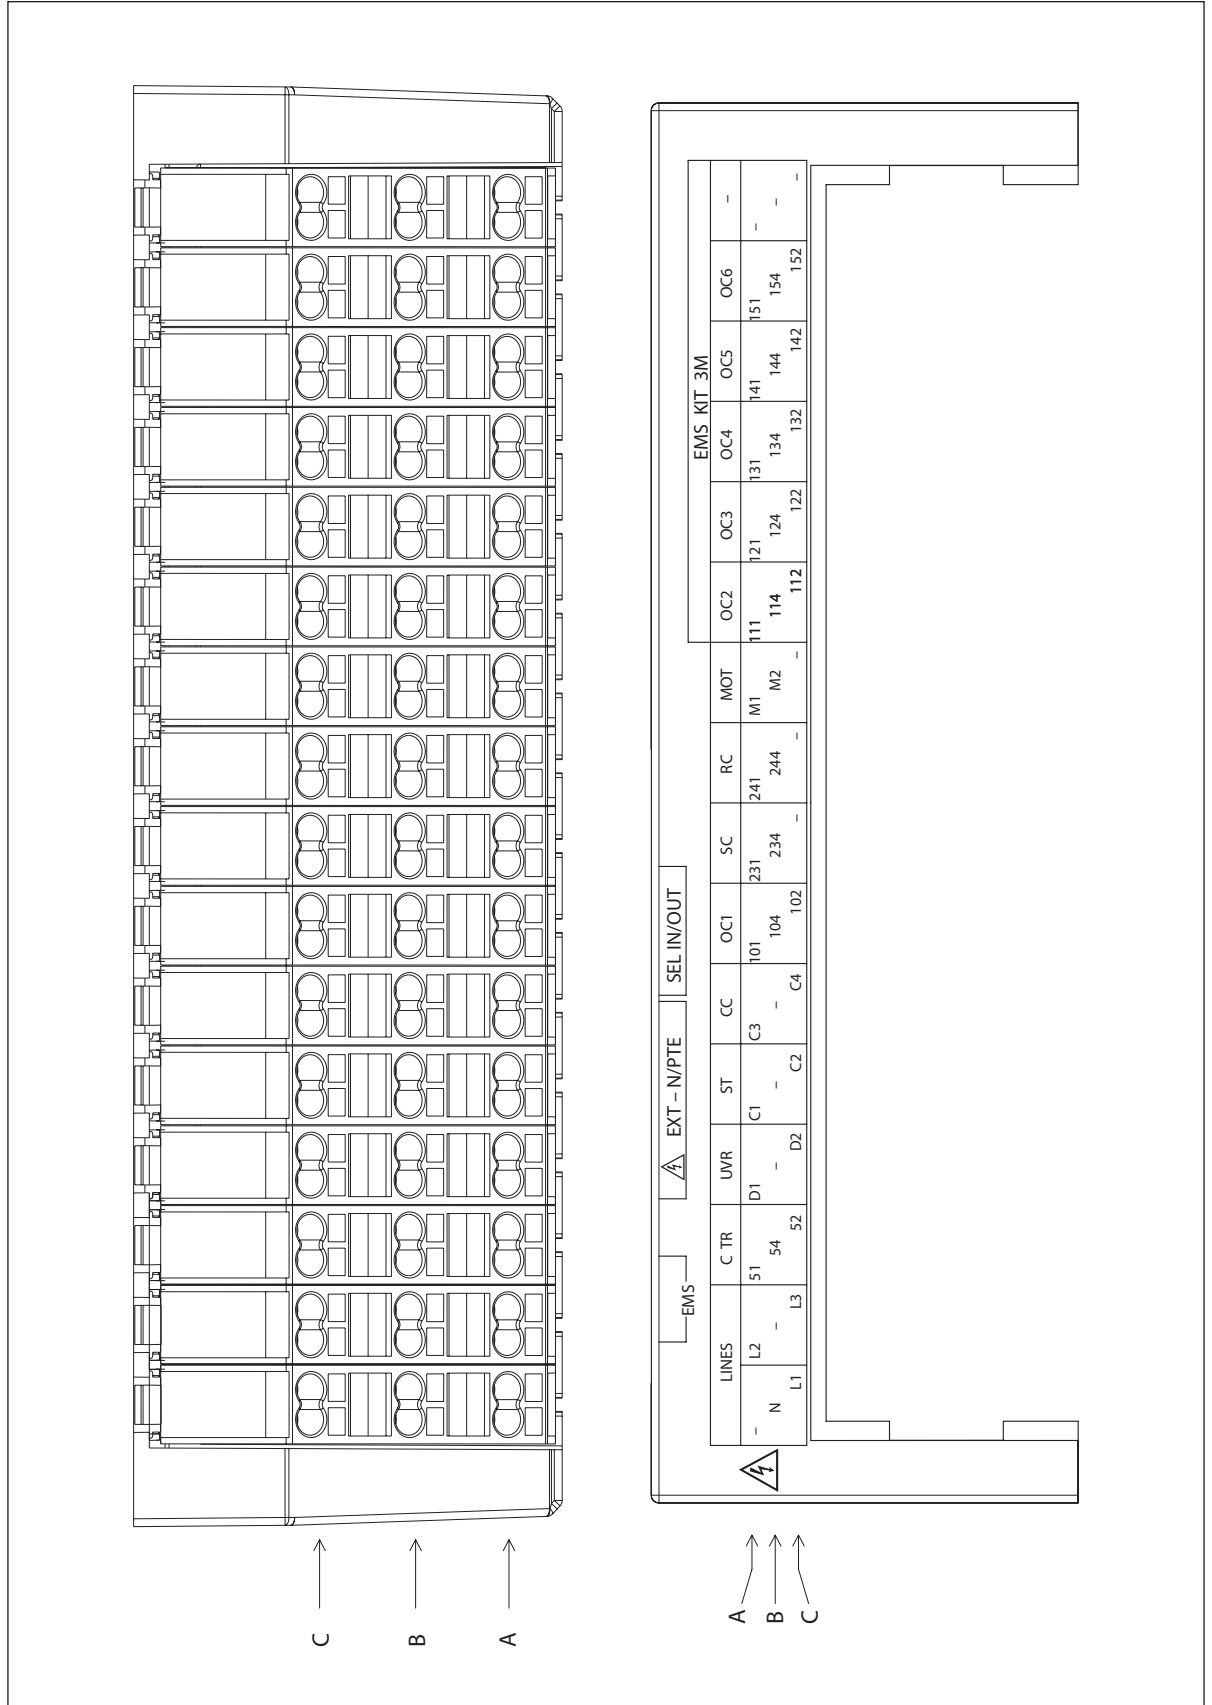 C
B
A
EMS
EXT – N/PTE
SEL IN/OUT
EMS KIT 3M
LINES C TR UVR ST CC OC1 SC RC MOT OC2 OC3 OC4 OC5 OC6 –
– L2 51 D1 C1 C3 101 231 241 M1 111 121 131 141 151 –
N – 54 – – – 104 234 244 M2 114 124 134 144 154 –
L1 L3 52 D2 C2 C4 102 – – – 112 122 132 142 152 –
A
B
C